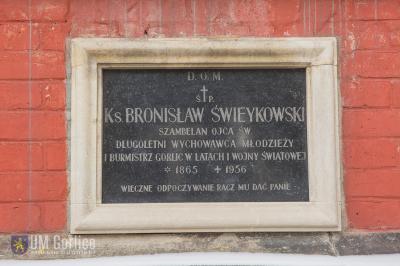 D. O. M.
Ś†P.
Ks. BRONISŁAW ŚWIEYKOWSKI
SZAMBELAN OJCA ŚW.
DŁUGOLETNI WYCHOWAWCA MŁODZIEŻY
I BURMISTRZ GORLIC W LATACH I WOJNY ŚWIATOWEJ
* 1865 + 1956
WIECZNE ODPOCZYWANIE RACZ MU DAĆ PANIE
UM Gorlice